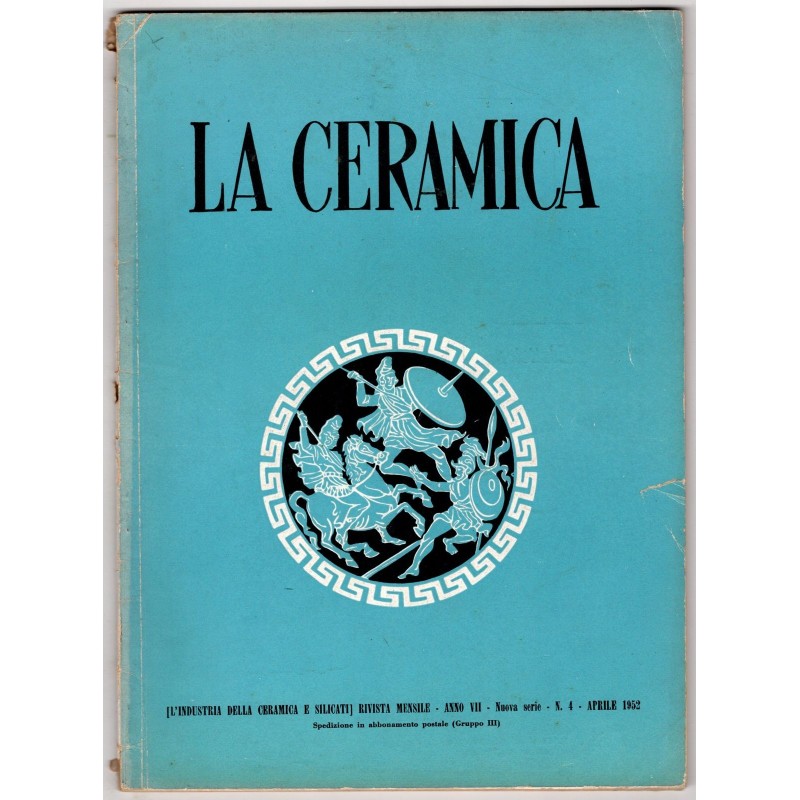 LA CERAMICA
[L'INDUSTRIA DELLA CERAMICA E SILICATI] RIVISTA MENSILE - ANNO VII - Nuova serie - N. 4 - APRILE 1952
Spedizione in abbonamento postale (Gruppo III)